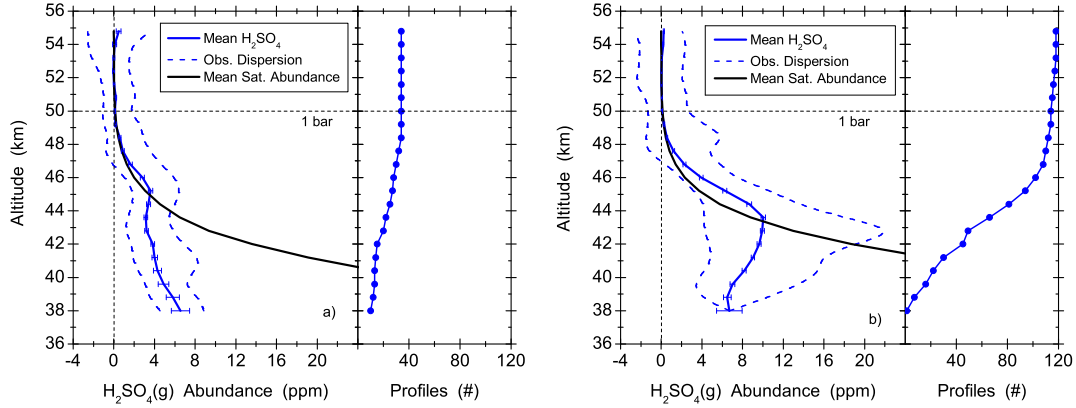 56
54
52
50
48
46
44
42
40
38
36
Altitude (km)
Mean H₂SO₄
Obs. Dispersion
Mean Sat. Abundance
1 bar
a)
-4 0 4 8 12 16 20
0 40 80 120
H₂SO₄(g) Abundance (ppm)
Profiles (#)
56
54
52
50
48
46
44
42
40
38
36
Altitude (km)
Mean H₂SO₄
Obs. Dispersion
Mean Sat. Abundance
1 bar
b)
-4 0 4 8 12 16 20
0 40 80 120
H₂SO₄(g) Abundance (ppm)
Profiles (#)